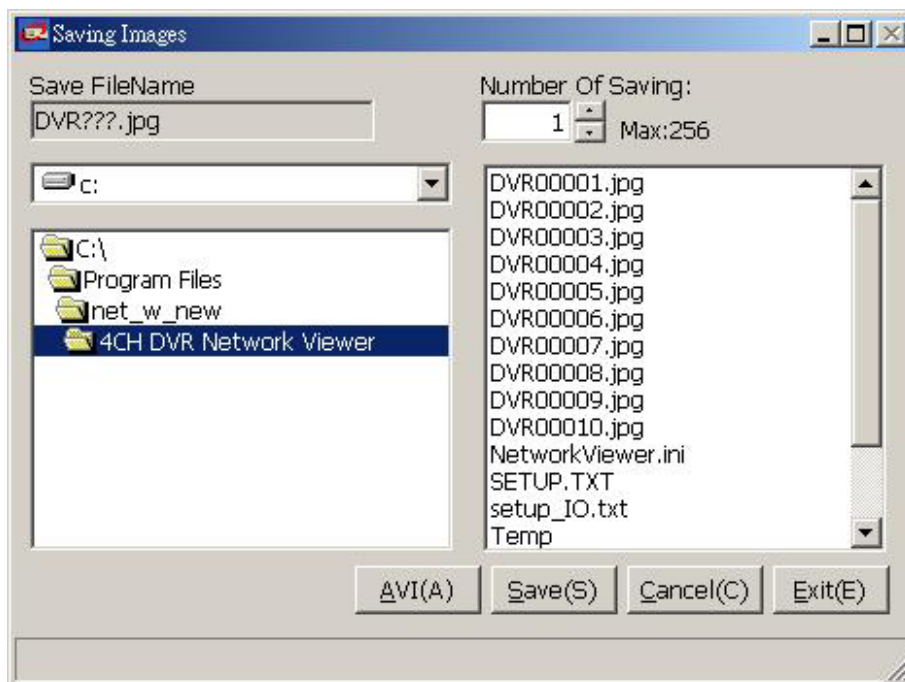 Saving Images
Save FileName
DVR???.jpg
Number Of Saving:
1
Max:256
c:
C:\
Program Files
net_w_new
4CH DVR Network Viewer
DVR00001.jpg
DVR00002.jpg
DVR00003.jpg
DVR00004.jpg
DVR00005.jpg
DVR00006.jpg
DVR00007.jpg
DVR00008.jpg
DVR00009.jpg
DVR00010.jpg
NetworkViewer.ini
SETUP.TXT
setup_IO.txt
Temp
AVI(A)
Save(S)
Cancel(C)
Exit(E)